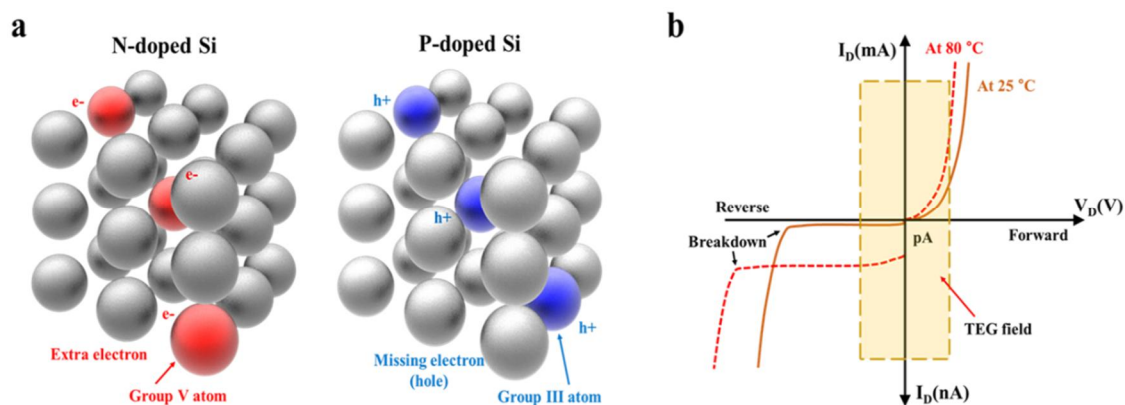 a
N-doped Si
e-
e-
e-
Extra electron
Group V atom
P-doped Si
h+
h+
h+
Missing electron
(hole)
Group III atom
b
I_D(mA)
At 80 °C
At 25 °C
V_D(V)
Reverse
Forward
Breakdown
pA
TEG field
I_D(nA)